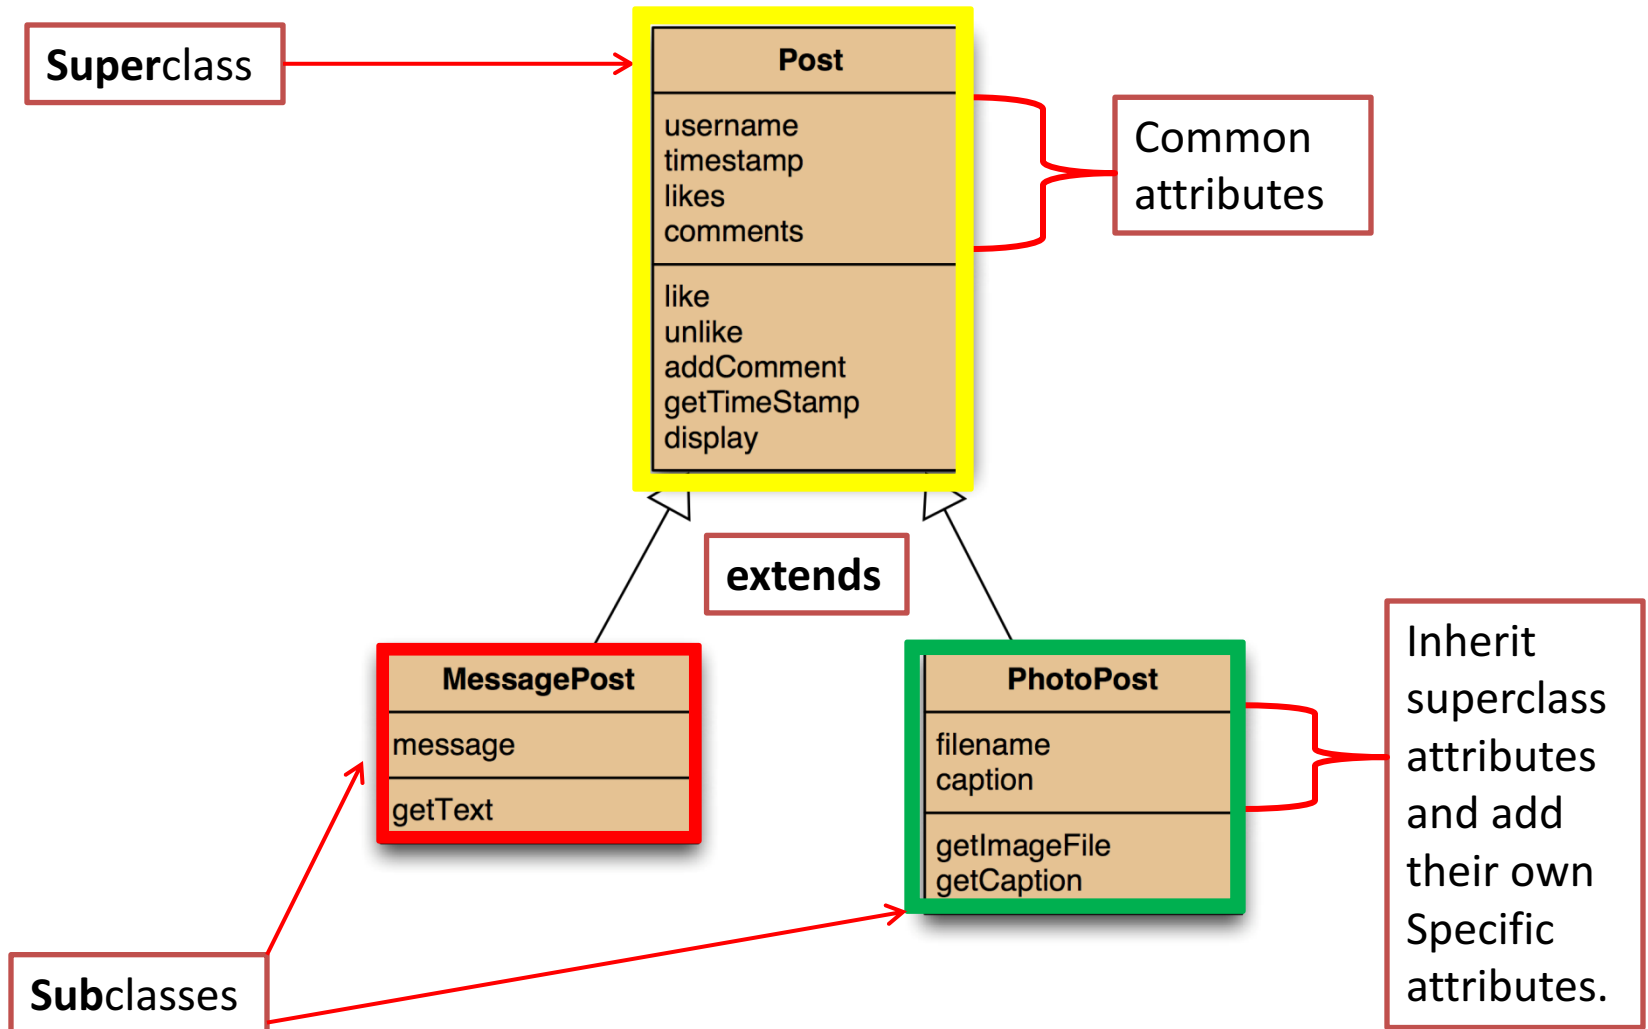 Superclass
Post
username
timestamp
likes
comments
Common
attributes
like
unlike
addComment
getTimeStamp
display
extends
MessagePost
message
getText
PhotoPost
filename
caption
getImageFile
getCaption
Inherit
superclass
attributes
and add
their own
Specific
attributes.
Subclasses